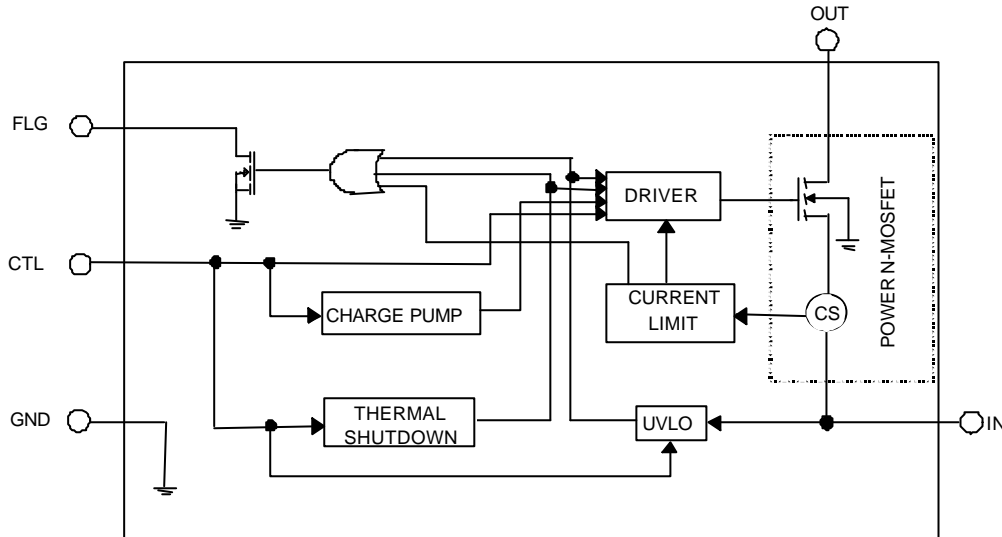 OUT
FLG
DRIVER
CTL
CHARGE PUMP
CURRENT
LIMIT
CS
POWER N-MOSFET
GND
THERMAL
SHUTDOWN
UVLO
IN